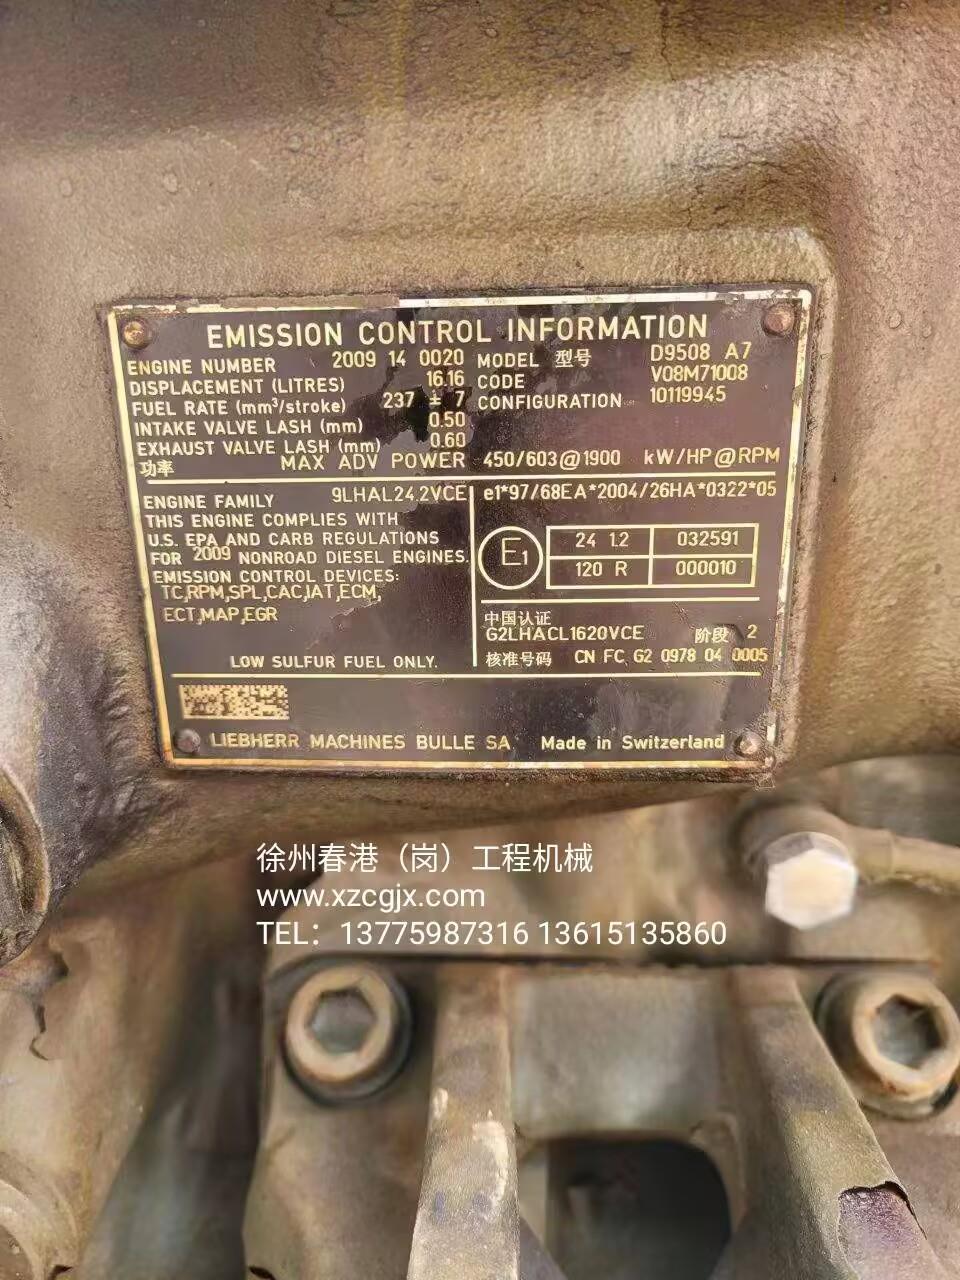 EMISSION CONTROL INFORMATION
ENGINE NUMBER 2009 14 0020 MODEL 型号 D9508 A7
DISPLACEMENT (LITRES) 16.16 CODE V08M71008
FUEL RATE (mm³/stroke) 237 ± 7 CONFIGURATION 10119945
INTAKE VALVE LASH (mm) 0.50
EXHAUST VALVE LASH (mm) 0.60
功率 MAX ADV POWER 450/603@1900 kW/HP@RPM
ENGINE FAMILY 9LHAL24.2VCE
THIS ENGINE COMPLIES WITH
U.S. EPA AND CARB REGULATIONS
FOR 2009 NONROAD DIESEL ENGINES.
EMISSION CONTROL DEVICES:
TC,RPM,SPL,CAC,IAT,ECM,
ECT,MAP,EGR
LOW SULFUR FUEL ONLY.
e1*97/68EA*2004/26HA*0322*05
E1 24 1.2 032591
120 R 000010
中国认证
G2LHACL1620VCE 阶段 2
核准号码 CN FC G2 0978 04 0005
LIEBHERR MACHINES BULLE SA Made in Switzerland
徐州春港（岗）工程机械
www.xzcgjx.com
TEL：13775987316 13615135860